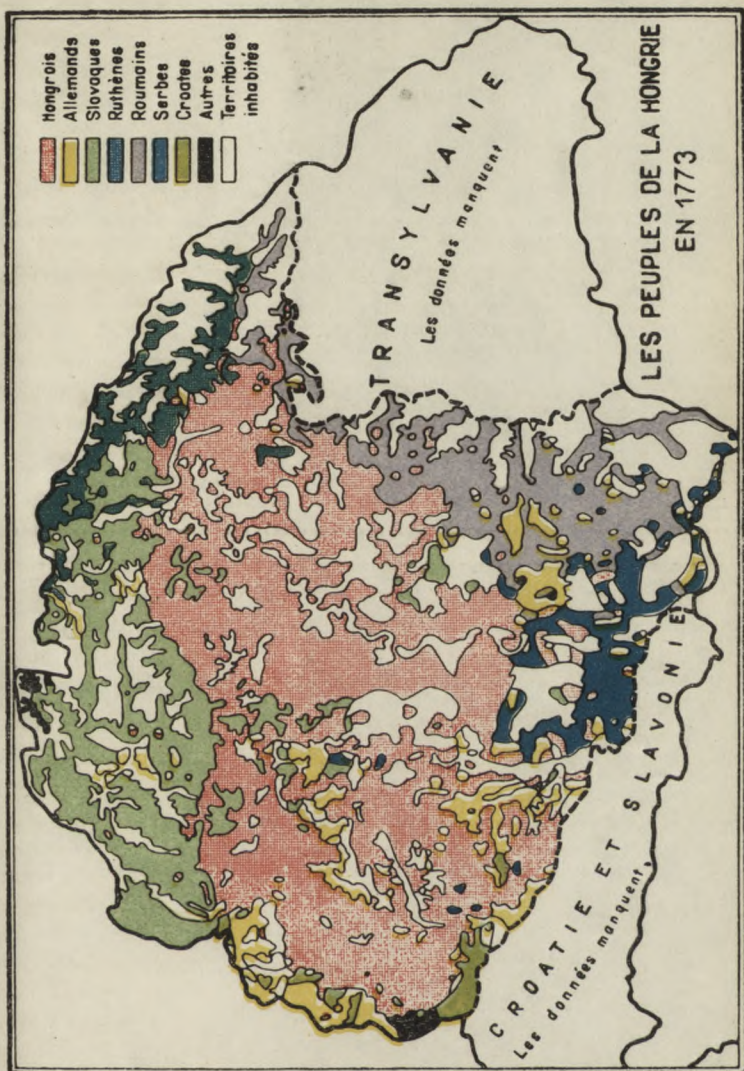 Hongrois
Allemands
Slovaques
Ruthènes
Roumains
Serbes
Croates
Autres
Territoires
inhabités
TRANSYLVANIE
Les données manquent
CROATIE ET SLAVONIE
Les données manquent
LES PEUPLES DE LA HONGRIE
EN 1773